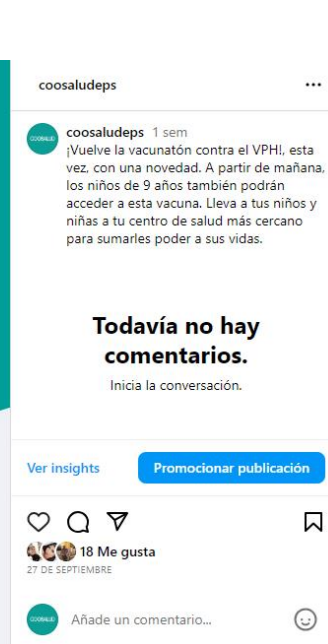 coosaludeps
coosaludeps 1 sem
¡Vuelve la vacunatón contra el VPH!, esta
vez, con una novedad. A partir de mañana,
los niños de 9 años también podrán
acceder a esta vacuna. Lleva a tus niños y
niñas a tu centro de salud más cercano
para sumarles poder a sus vidas.
Todavía no hay
comentarios.
Inicia la conversación.
Ver insights
Promocionar publicación
18 Me gusta
27 DE SEPTIEMBRE
Añade un comentario...